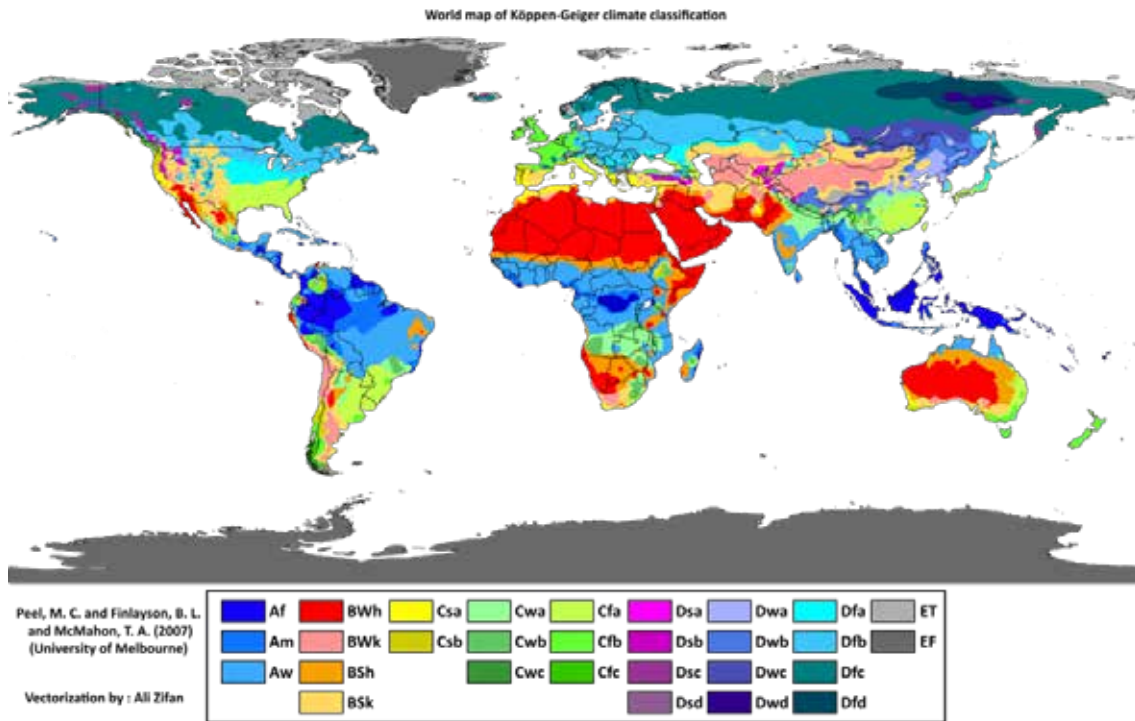 World map of Köppen-Geiger climate classification
Peel, M. C. and Finlayson, B. L.
and McMahon, T. A. (2007)
(University of Melbourne)
Vectorization by : Ali Zifan
Af BWh Csa Cwa Cfa Dsa Dwa Dfa ET
Am BWk Csb Cwb Cfb Dsb Dwb Dfb EF
Aw BSh Cwc Cfc Dsc Dwc Dfc
BSk Dsd Dwd Dfd